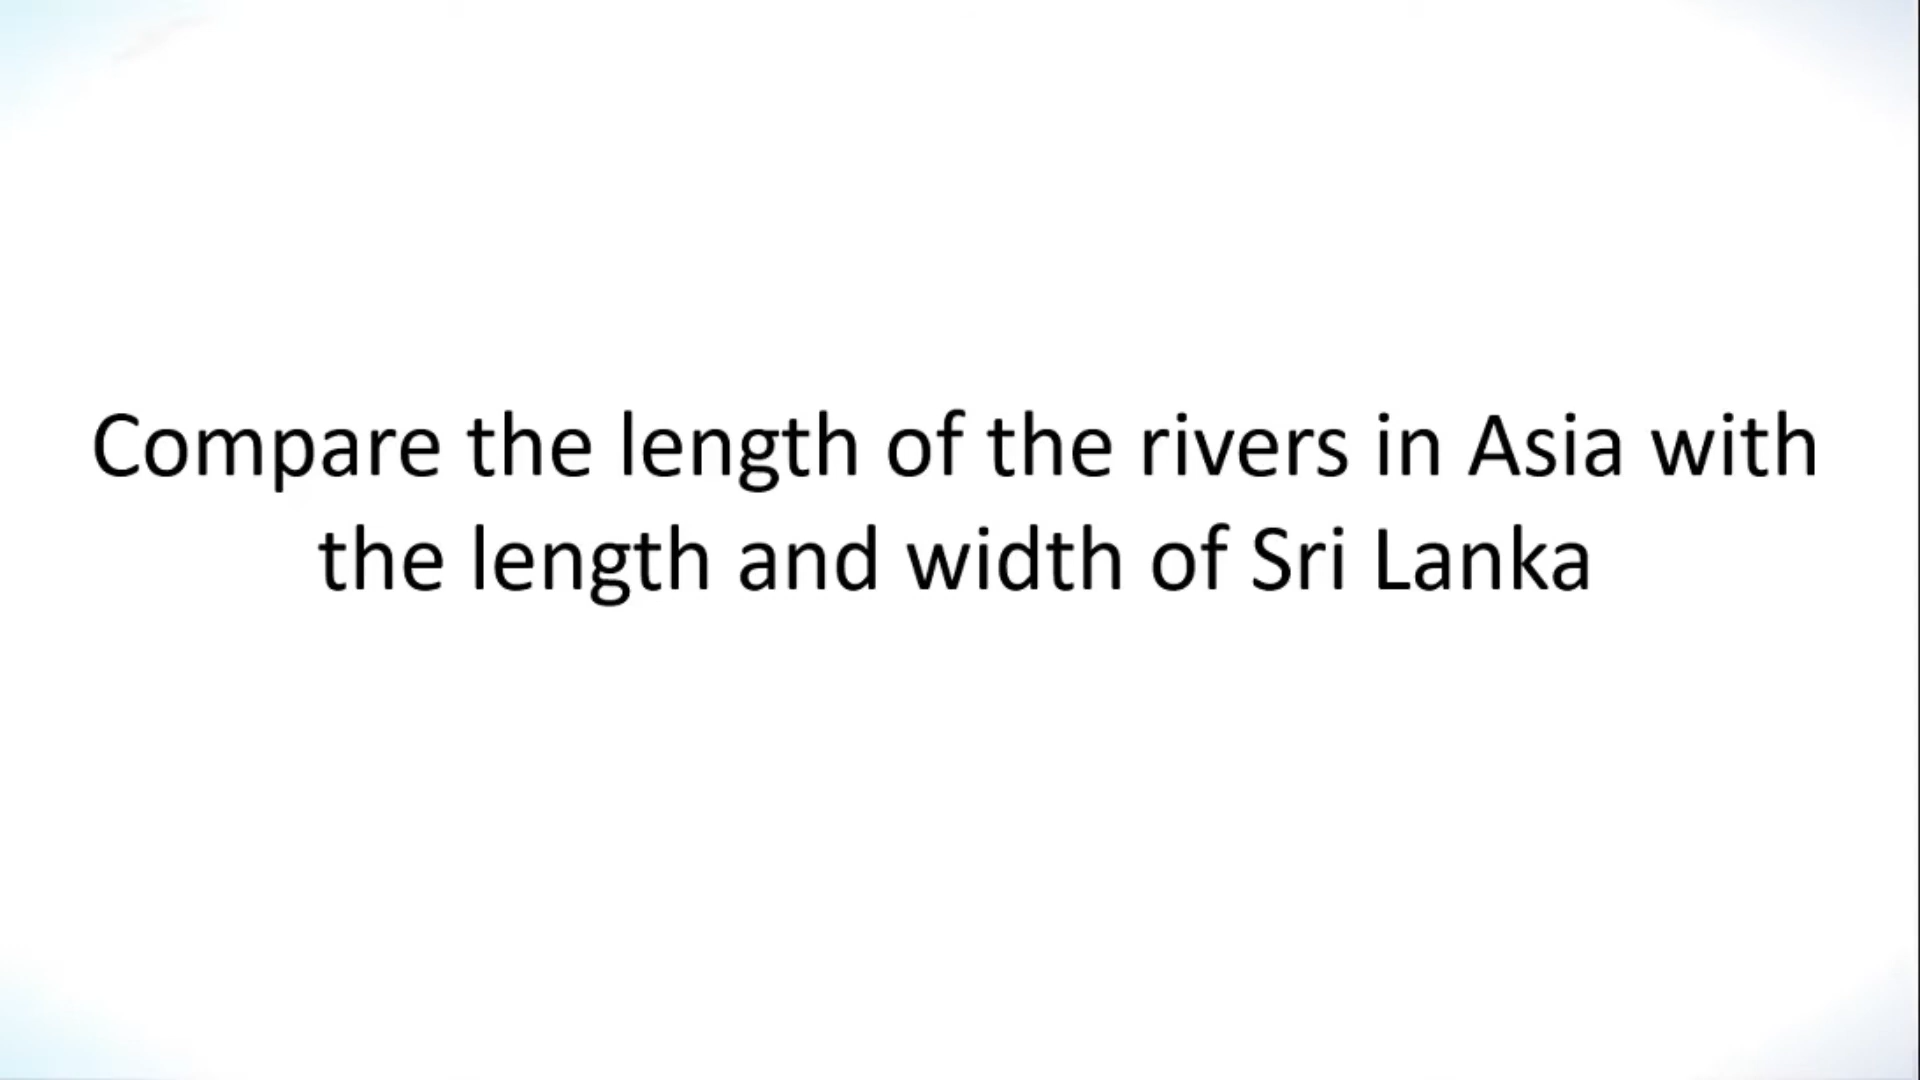 Compare the length of the rivers in Asia with
the length and width of Sri Lanka